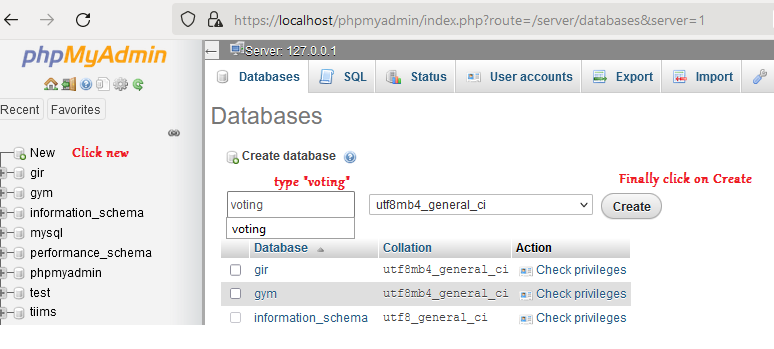 https://localhost/phpmyadmin/index.php?route=/server/databases&server=1
phpMyAdmin
Recent Favorites
New
Click new
gir
gym
information_schema
mysql
performance_schema
phpmyadmin
test
tiims
Server: 127.0.0.1
Databases SQL Status User accounts Export Import
Databases
Create database
type "voting"
Finally click on Create
voting utf8mb4_general_ci Create
voting
Database Collation Action
gir utf8mb4_general_ci Check privileges
gym utf8mb4_general_ci Check privileges
information_schema utf8_general_ci Check privileges